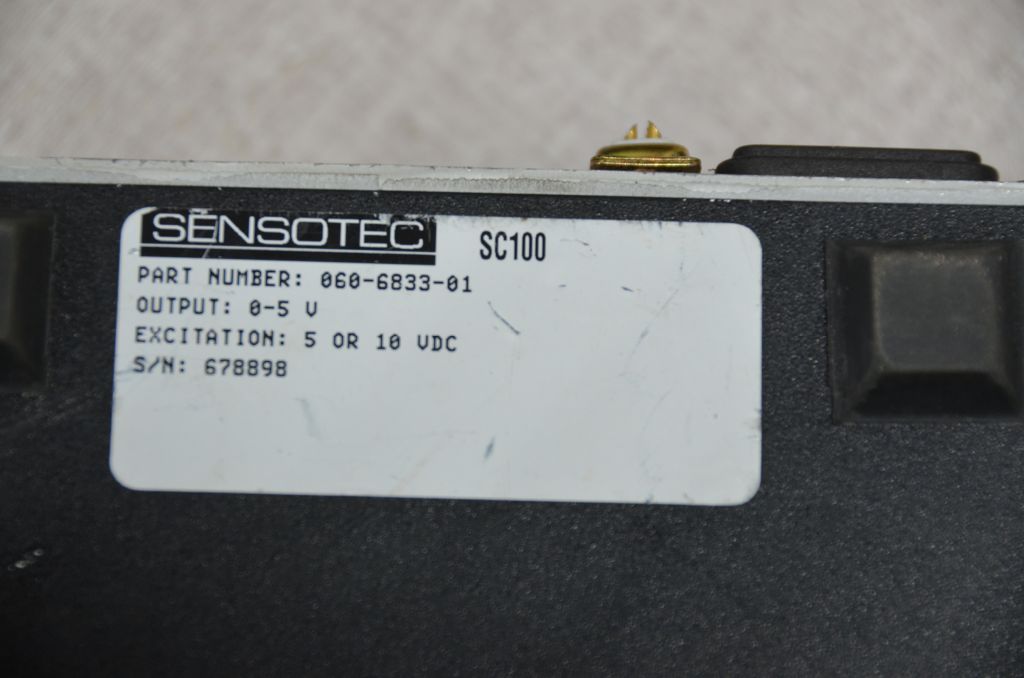 SENSOTEC SC100
PART NUMBER: 060-6833-01
OUTPUT: 0-5 V
EXCITATION: 5 OR 10 VDC
S/N: 678898